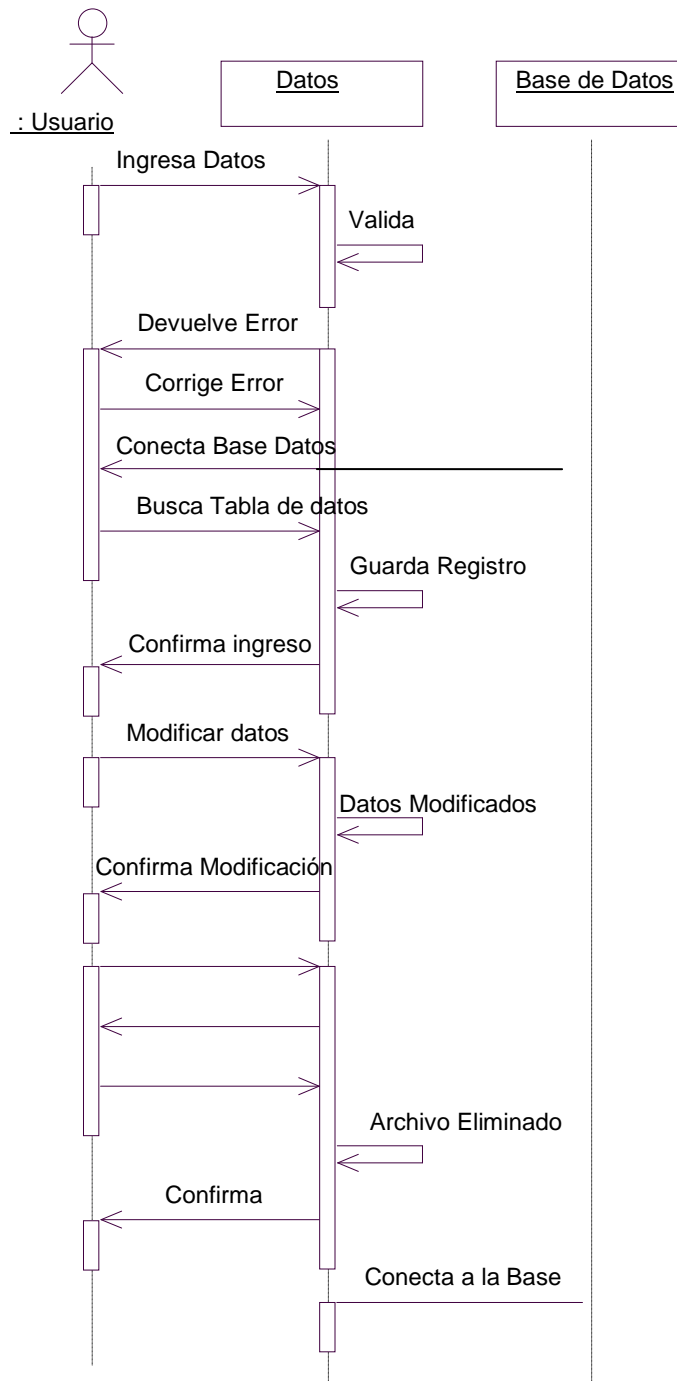 : Usuario
Datos
Base de Datos
Ingresa Datos
Valida
Devuelve Error
Corrige Error
Conecta Base Datos
Busca Tabla de datos
Guarda Registro
Confirma ingreso
Modificar datos
Datos Modificados
Confirma Modificación
Archivo Eliminado
Confirma
Conecta a la Base